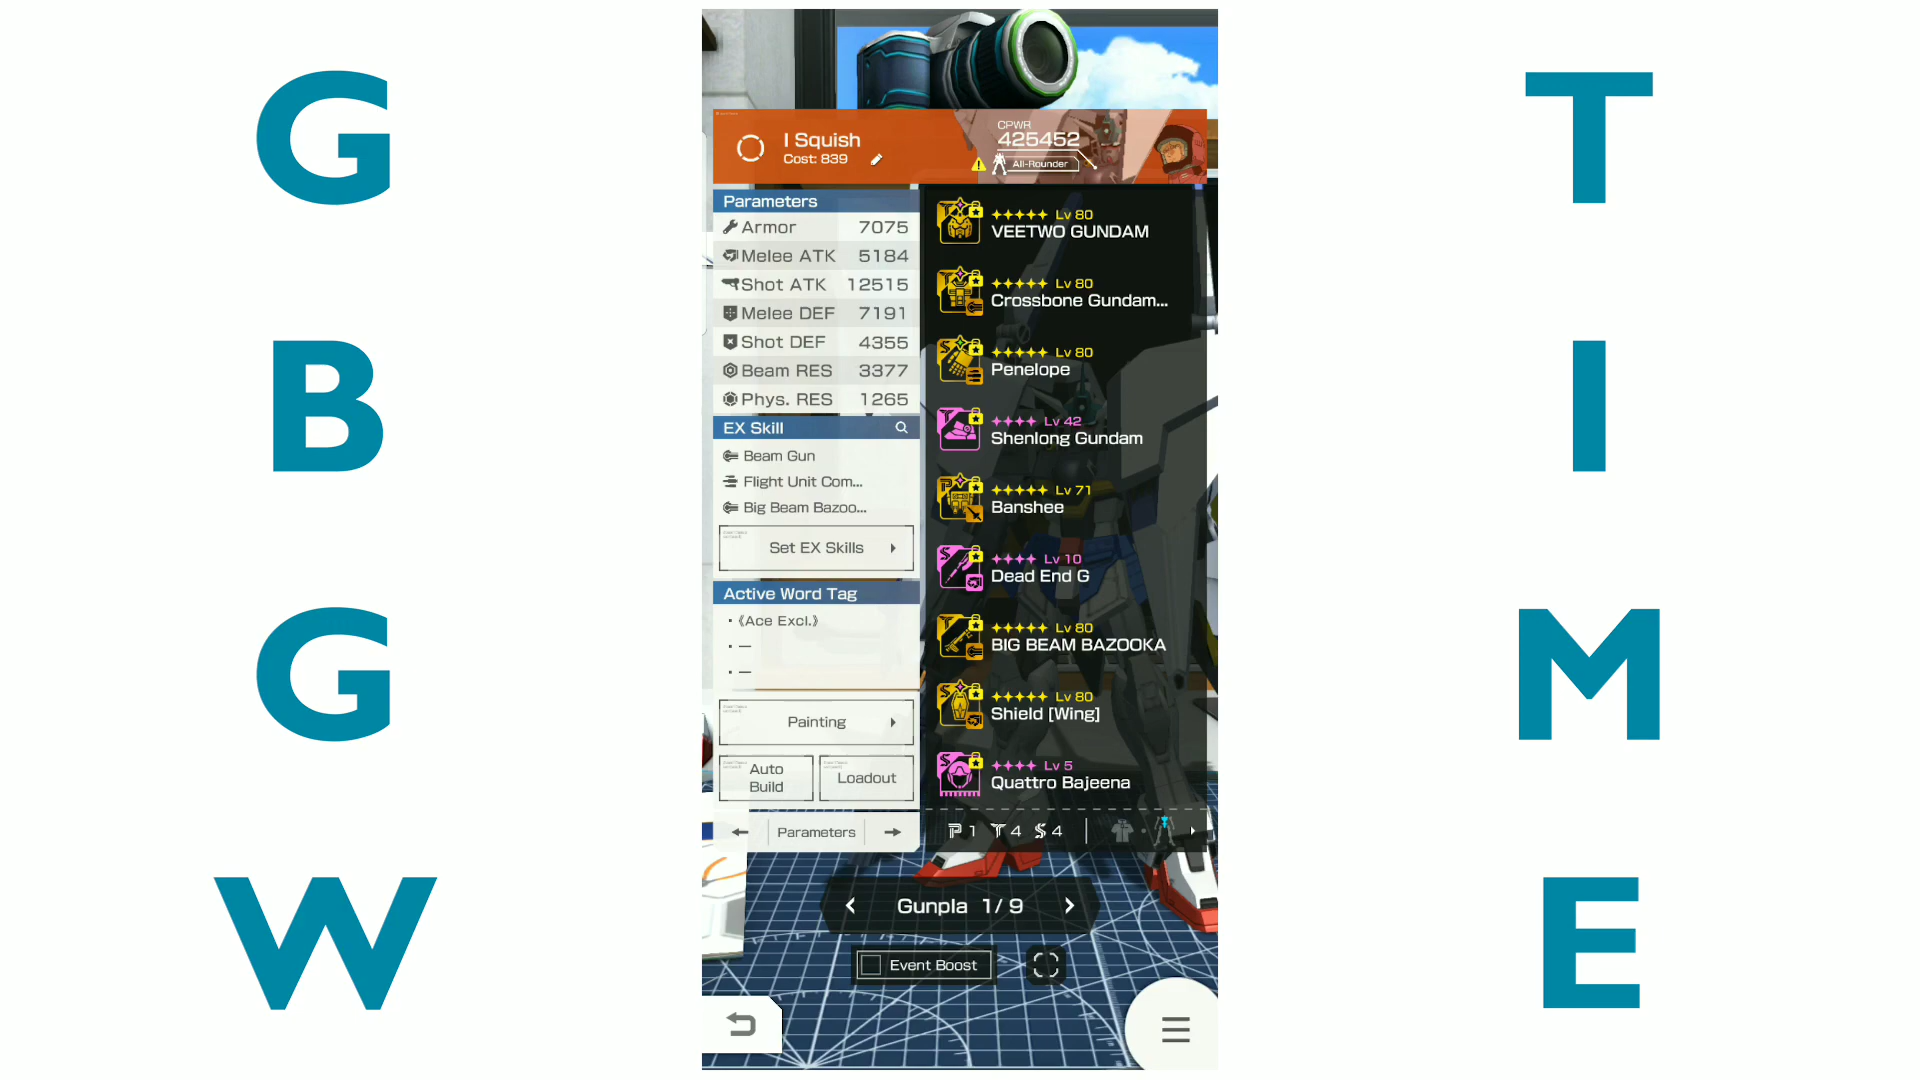 G
B
G
W
T
I
M
E
I Squish
Cost: 839
CPWR
425452
All-Rounder
Parameters
Armor 7075
Melee ATK 5184
Shot ATK 12515
Melee DEF 7191
Shot DEF 4355
Beam RES 3377
Phys. RES 1265
EX Skill
Beam Gun
Flight Unit Com...
Big Beam Bazoo...
Set EX Skills
Active Word Tag
・《Ace Excl.》
・—
・—
Painting
Auto
Build
Loadout
Parameters
Lv 80
VEETWO GUNDAM
Lv 80
Crossbone Gundam...
Lv 80
Penelope
Lv 42
Shenlong Gundam
Lv 71
Banshee
Lv 10
Dead End G
Lv 80
BIG BEAM BAZOOKA
Lv 80
Shield [Wing]
Lv 5
Quattro Bajeena
P 1 T 4 S 4
Gunpla 1/9
Event Boost